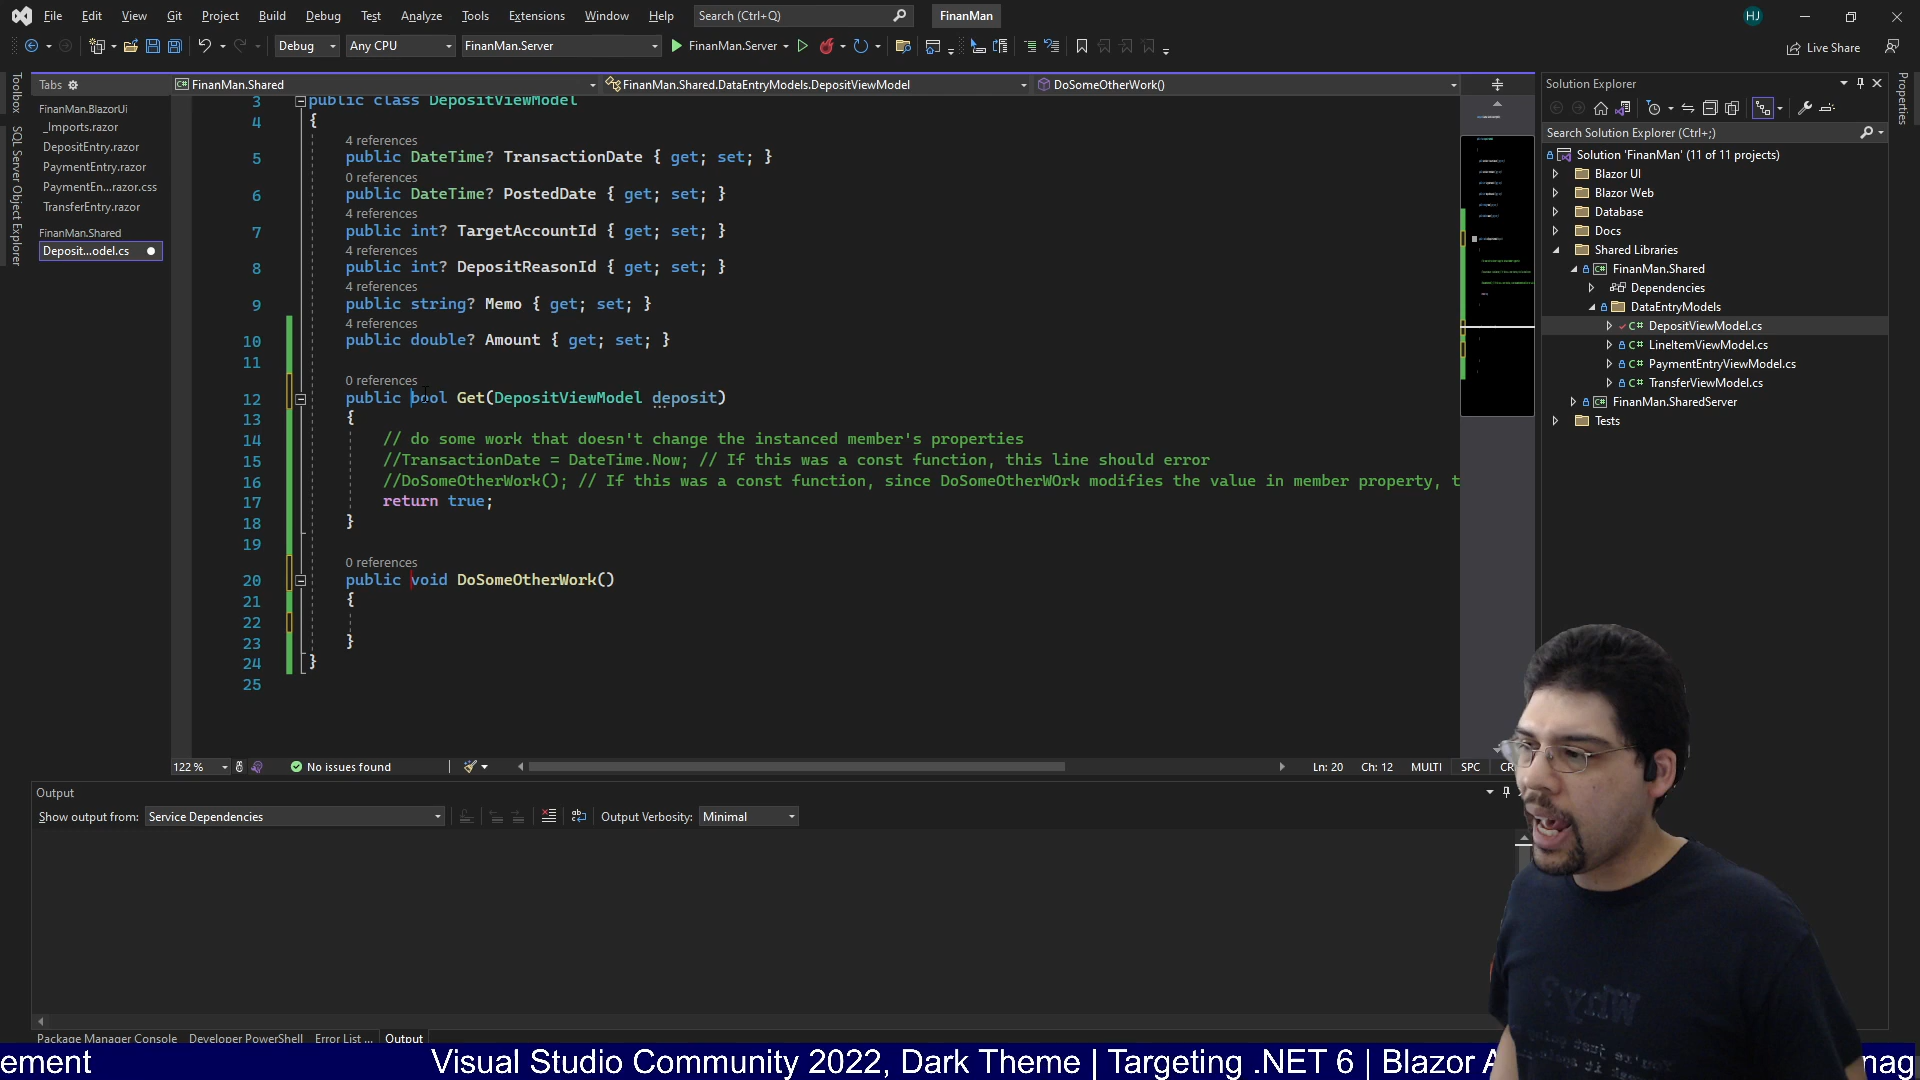 File Edit View Git Project Build Debug Test Analyze Tools Extensions Window Help Search (Ctrl+Q) FinanMan HJ
Debug Any CPU FinanMan.Server FinanMan.Server Live Share
Toolbox
SQL Server Object Explorer
Tabs
FinanMan.BlazorUi
_Imports.razor
DepositEntry.razor
PaymentEntry.razor
PaymentEn...razor.css
TransferEntry.razor
FinanMan.Shared
Deposit...odel.cs
FinanMan.Shared FinanMan.Shared.DataEntryModels.DepositViewModel DoSomeOtherWork()
3 public class DepositViewModel
4 {
4 references
5 public DateTime? TransactionDate { get; set; }
0 references
6 public DateTime? PostedDate { get; set; }
4 references
7 public int? TargetAccountId { get; set; }
4 references
8 public int? DepositReasonId { get; set; }
4 references
9 public string? Memo { get; set; }
4 references
10 public double? Amount { get; set; }
11
0 references
12 public bool Get(DepositViewModel deposit)
13 {
14 // do some work that doesn't change the instanced member's properties
15 //TransactionDate = DateTime.Now; // If this was a const function, this line should error
16 //DoSomeOtherWork(); // If this was a const function, since DoSomeOtherWOrk modifies the value in member property, t
17 return true;
18 }
19
0 references
20 public void DoSomeOtherWork()
21 {
22
23 }
24 }
25
122 % No issues found Ln: 20 Ch: 12 MULTI SPC CR
Output
Show output from: Service Dependencies Output Verbosity: Minimal
Package Manager Console Developer PowerShell Error List ... Output
Solution Explorer
Search Solution Explorer (Ctrl+;)
Solution 'FinanMan' (11 of 11 projects)
Blazor UI
Blazor Web
Database
Docs
Shared Libraries
FinanMan.Shared
Dependencies
DataEntryModels
DepositViewModel.cs
LineItemViewModel.cs
PaymentEntryViewModel.cs
TransferViewModel.cs
FinanMan.SharedServer
Tests
Properties
ement Visual Studio Community 2022, Dark Theme | Targeting .NET 6 | Blazor A nag